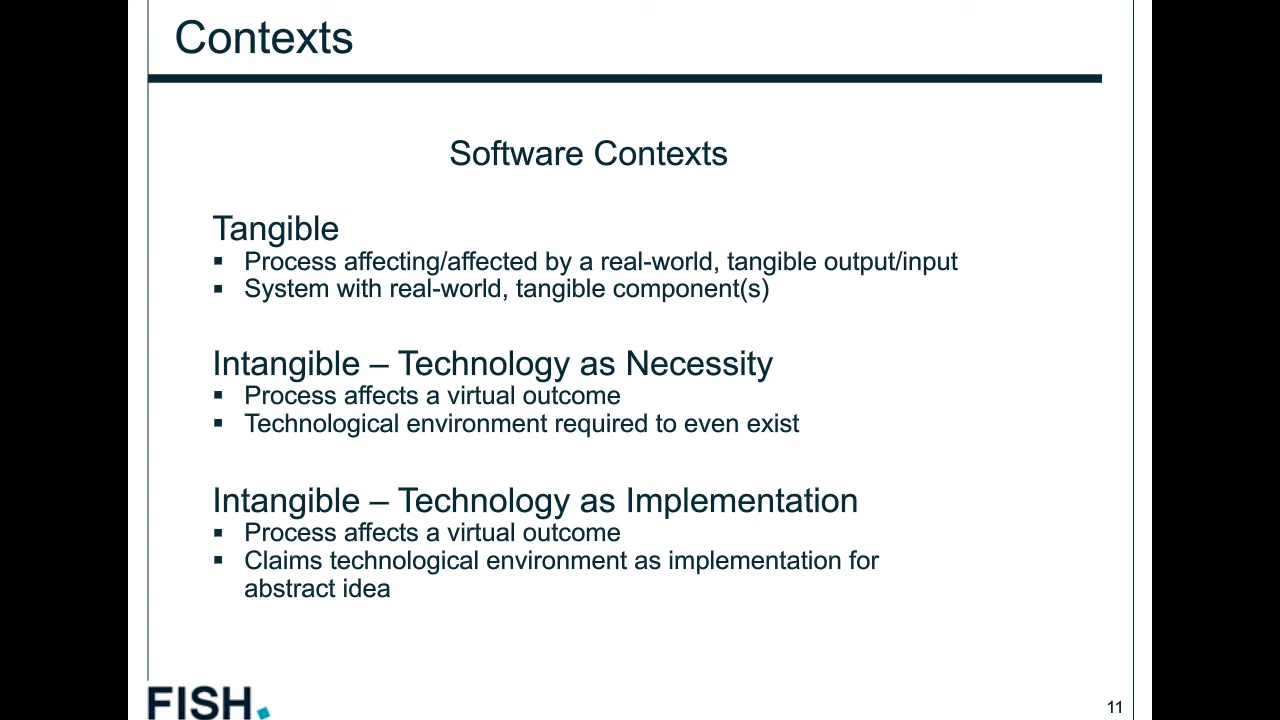 Contexts
Software Contexts
Tangible
▪ Process affecting/affected by a real-world, tangible output/input
▪ System with real-world, tangible component(s)
Intangible – Technology as Necessity
▪ Process affects a virtual outcome
▪ Technological environment required to even exist
Intangible – Technology as Implementation
▪ Process affects a virtual outcome
▪ Claims technological environment as implementation for
abstract idea
FISH.
11